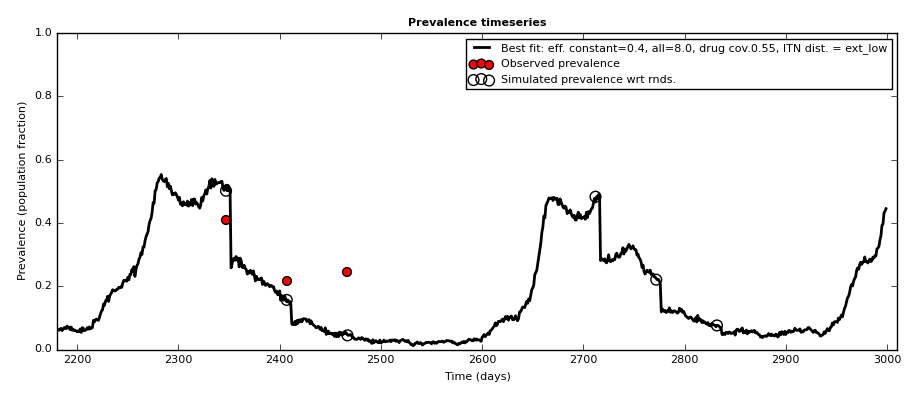 Prevalence timeseries
1.0
0.8
0.6
0.4
0.2
0.0
Prevalence (population fraction)
Best fit: eff. constant=0.4, all=8.0, drug cov.0.55, ITN dist. = ext_low
Observed prevalence
Simulated prevalence wrt rnds.
2200 2300 2400 2500 2600 2700 2800 2900 3000
Time (days)